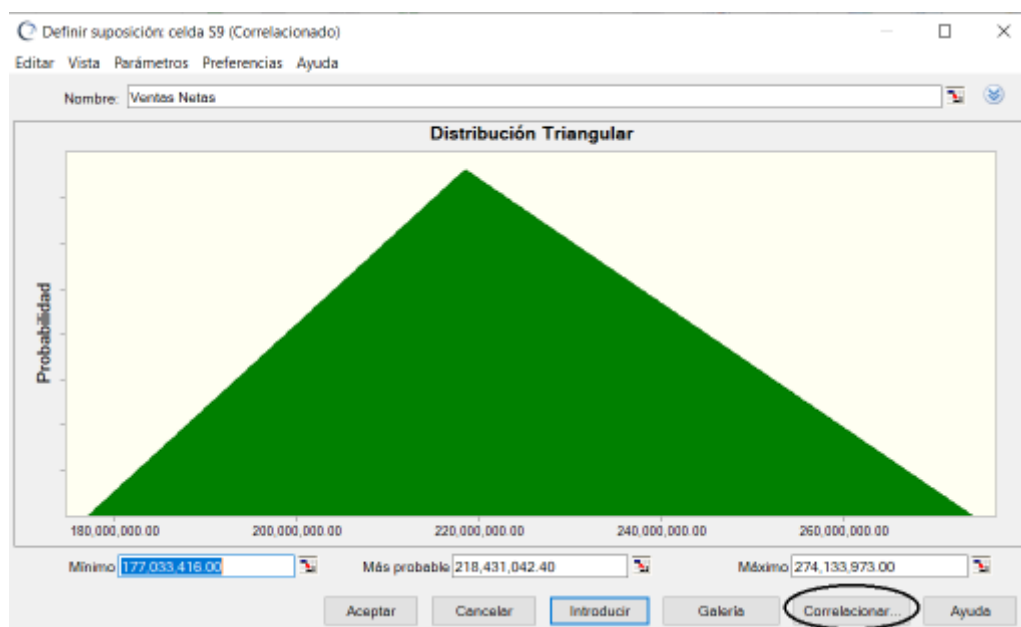 Definir suposición: celda S9 (Correlacionado)
Editar Vista Parámetros Preferencias Ayuda
Nombre: Ventas Netas
Distribución Triangular
Probabilidad
180,000,000.00 200,000,000.00 220,000,000.00 240,000,000.00 260,000,000.00
Mínimo 177,033,416.00 Más probable 218,431,042.40 Máximo 274,133,973.00
Aceptar Cancelar Introducir Galería Correlacionar... Ayuda